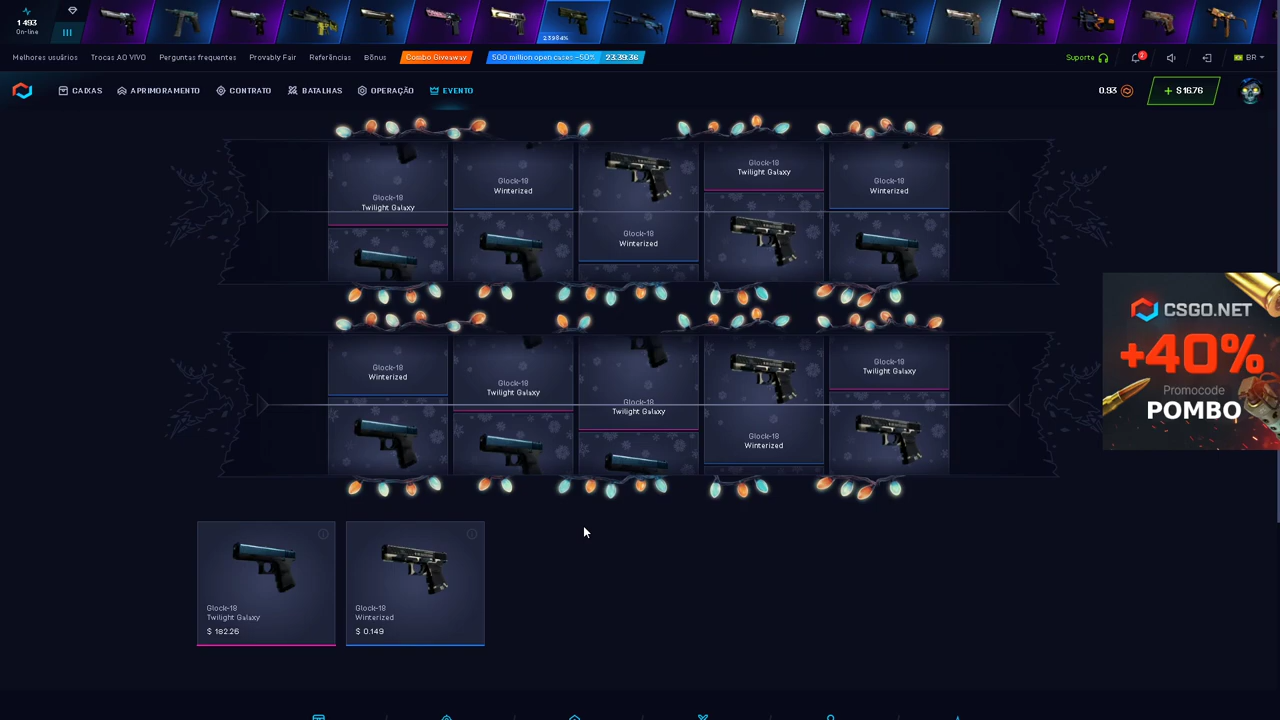 1 493
On-line
23.984%
Melhores usuários
Trocas AO VIVO
Perguntas frequentes
Provably Fair
Referências
Bônus
Combo Giveaway
500 million open cases -50%
23:39:36
Suporte
2
BR
CAIXAS
APRIMORAMENTO
CONTRATO
BATALHAS
OPERAÇÃO
EVENTO
0.93
+ $ 16.76
Glock-18
Twilight Galaxy
Glock-18
Winterized
Glock-18
Winterized
Glock-18
Twilight Galaxy
Glock-18
Winterized
Glock-18
Winterized
Glock-18
Twilight Galaxy
Glock-18
Twilight Galaxy
Glock-18
Winterized
Glock-18
Twilight Galaxy
CSGO.NET
+40%
Promocode
POMBO
Glock-18
Twilight Galaxy
$ 182.26
Glock-18
Winterized
$ 0.149